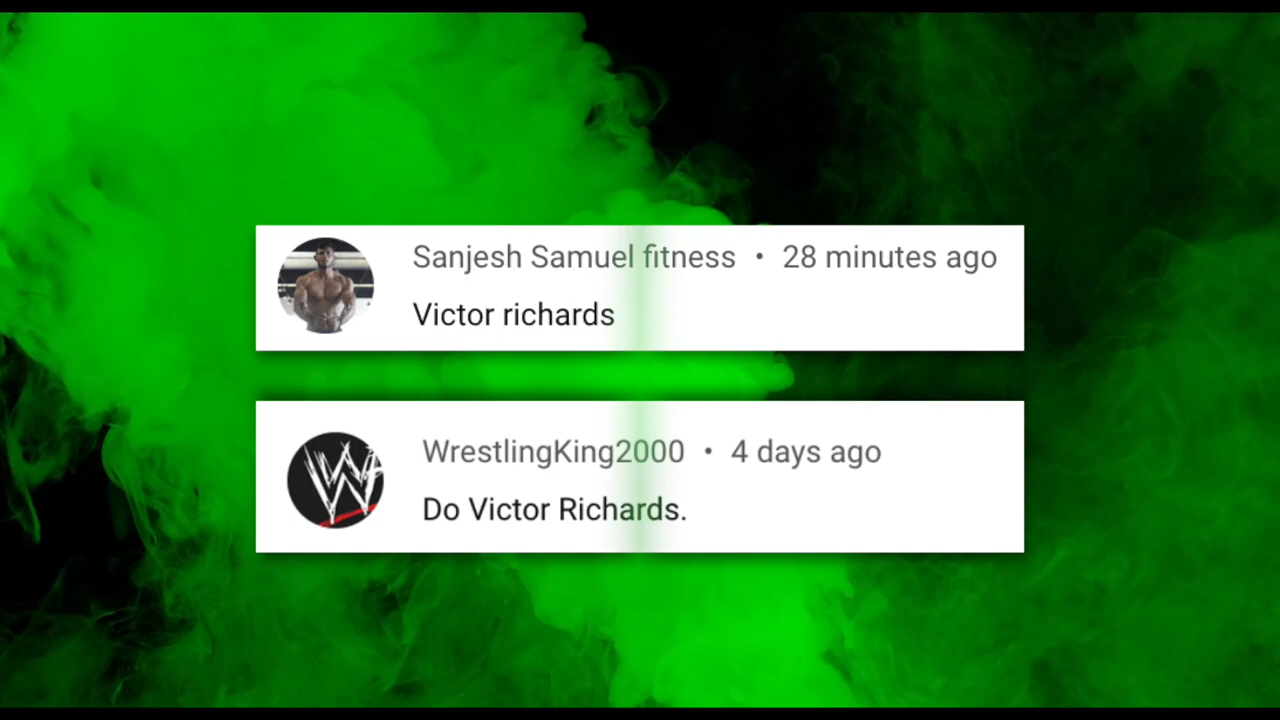 Sanjesh Samuel fitness • 28 minutes ago
Victor richards
WrestlingKing2000 • 4 days ago
Do Victor Richards.